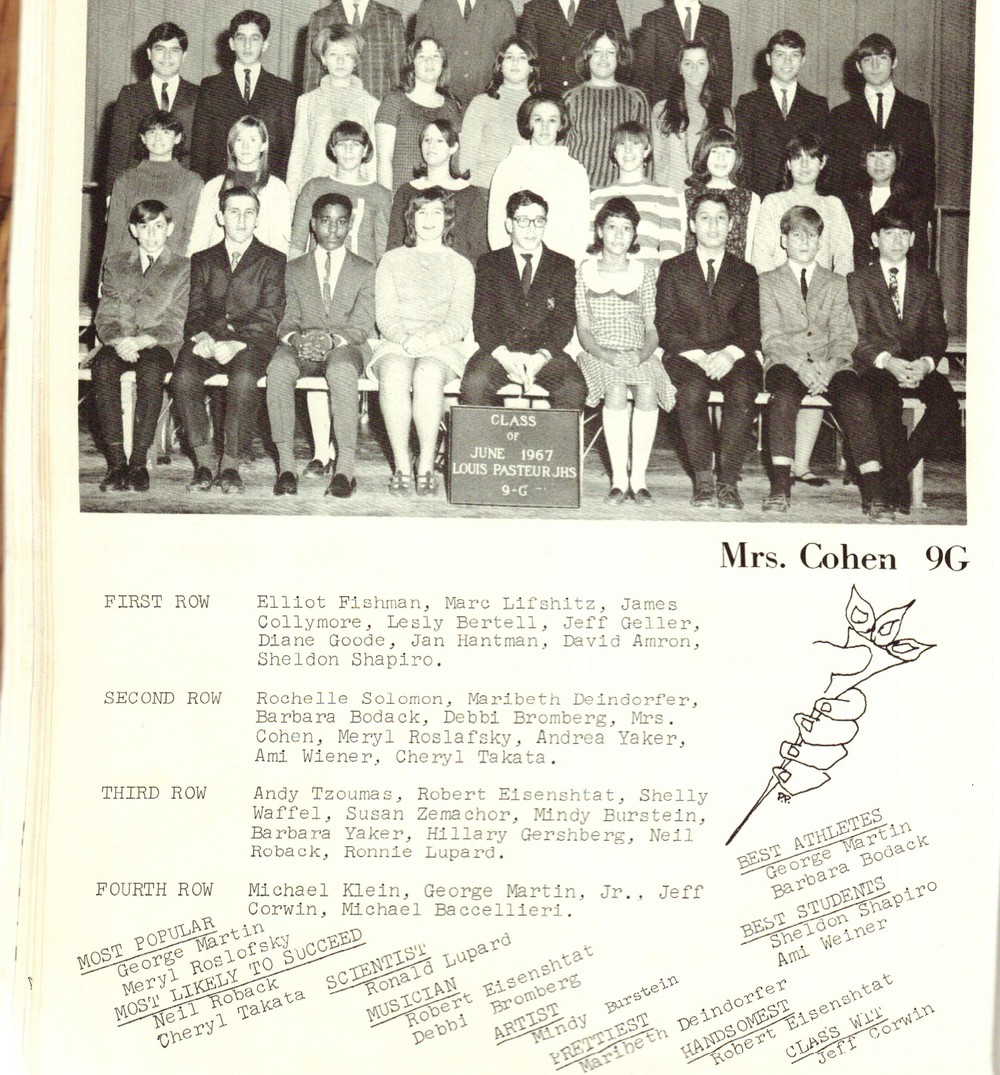 CLASS
OF
JUNE 1967
LOUIS PASTEUR JHS
9-G
Mrs. Cohen 9G
FIRST ROW Elliot Fishman, Marc Lifshitz, James
Collymore, Lesly Bertell, Jeff Geller,
Diane Goode, Jan Hantman, David Amron,
Sheldon Shapiro.
SECOND ROW Rochelle Solomon, Maribeth Deindorfer,
Barbara Bodack, Debbi Bromberg, Mrs.
Cohen, Meryl Roslafsky, Andrea Yaker,
Ami Wiener, Cheryl Takata.
THIRD ROW Andy Tzoumas, Robert Eisenshtat, Shelly
Waffel, Susan Zemachor, Mindy Burstein,
Barbara Yaker, Hillary Gershberg, Neil
Roback, Ronnie Lupard.
FOURTH ROW Michael Klein, George Martin, Jr., Jeff
Corwin, Michael Baccellieri.
P.P.
BEST ATHLETES
George Martin
Barbara Bodack
BEST STUDENTS
Sheldon Shapiro
Ami Weiner
MOST POPULAR
George Martin
Meryl Roslofsky
MOST LIKELY TO SUCCEED
Neil Roback
Cheryl Takata
SCIENTIST
Ronald Lupard
MUSICIAN
Robert Eisenshtat
Debbi Bromberg
ARTIST
Mindy Burstein
PRETTIEST
Maribeth Deindorfer
HANDSOMEST
Robert Eisenshtat
CLASS WIT
Jeff Corwin